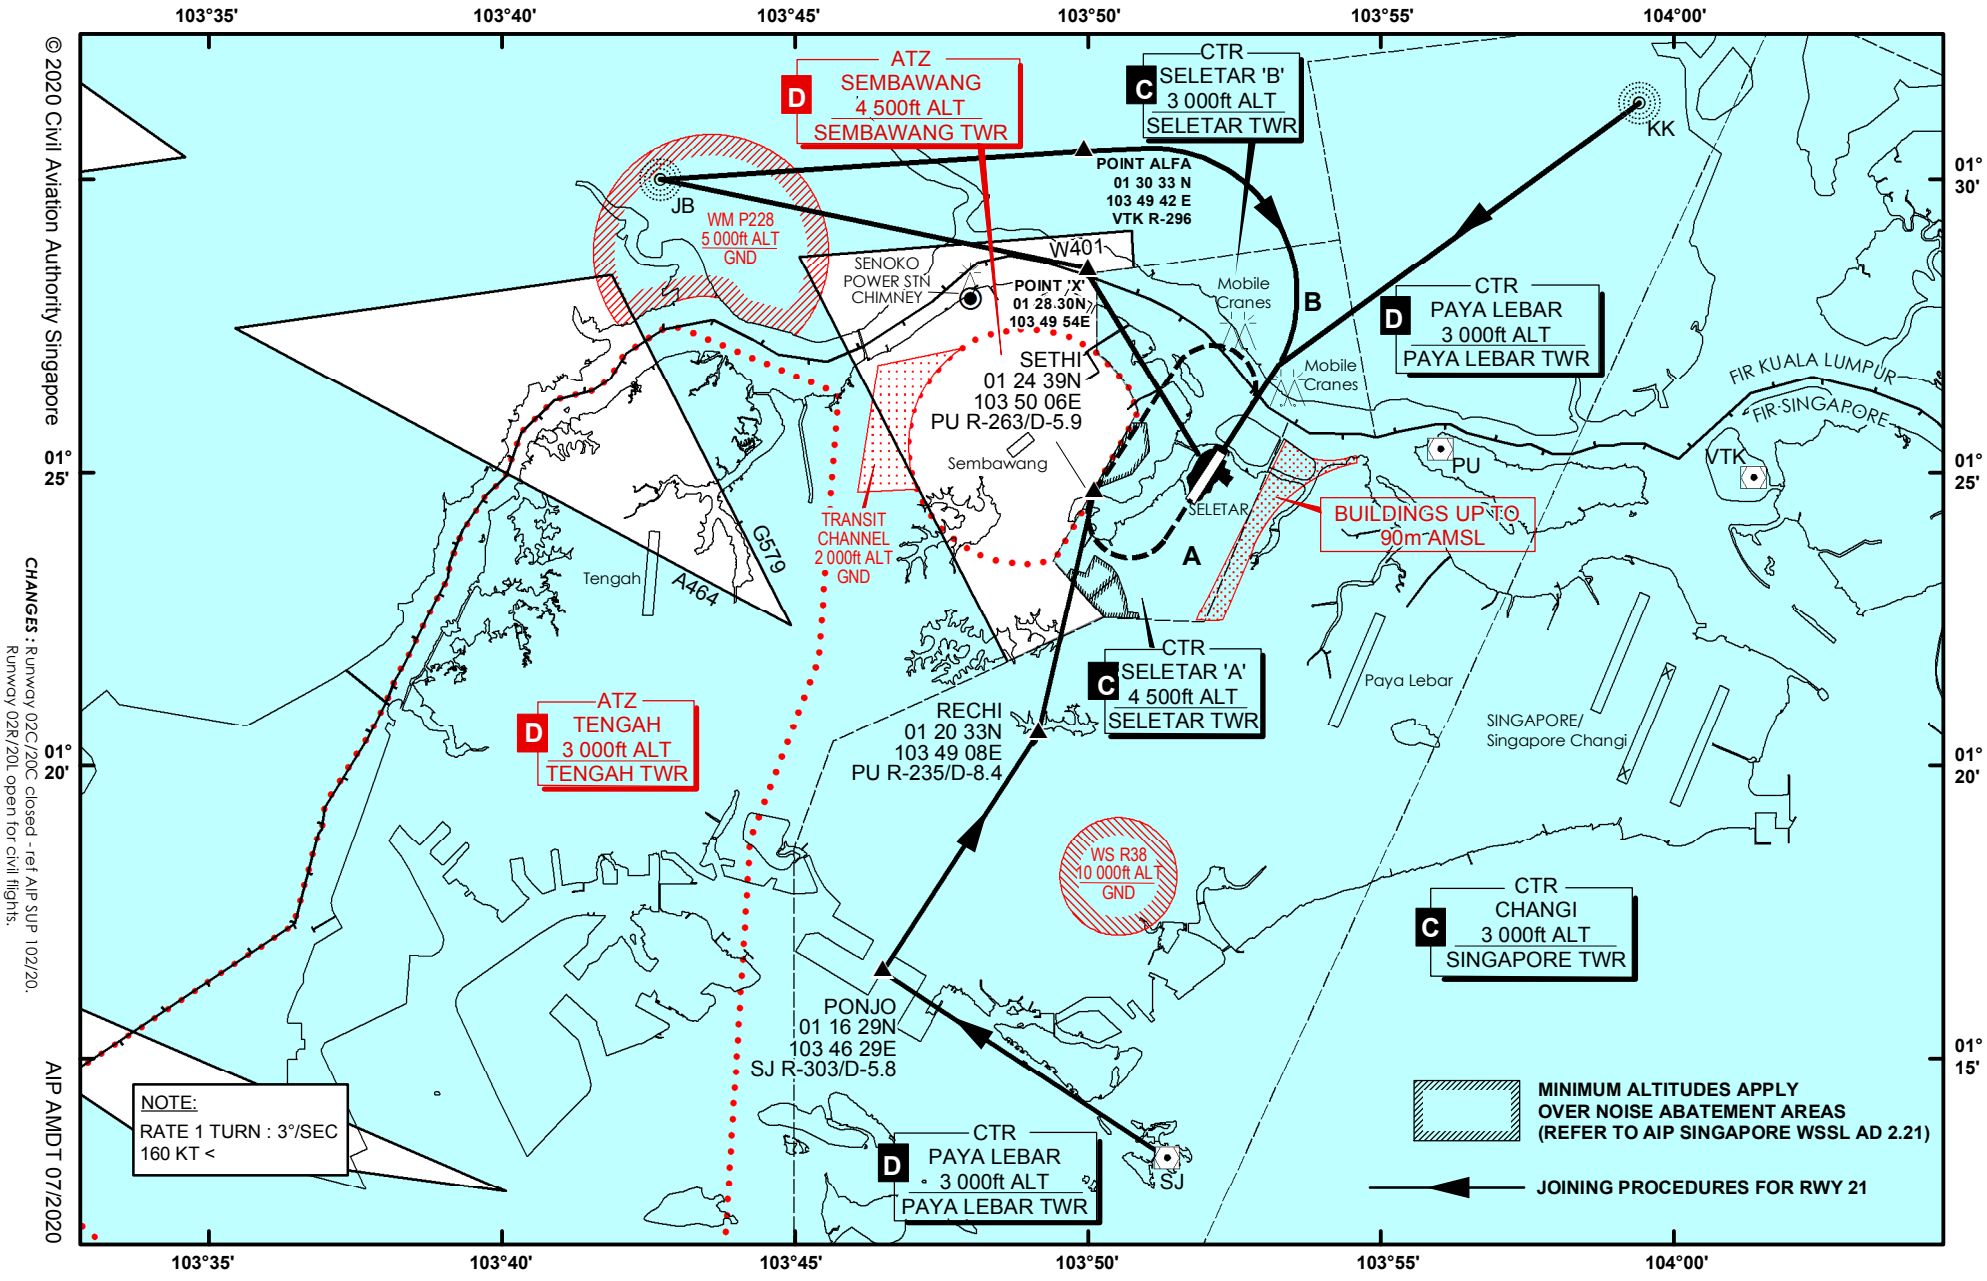 103°35'
103°40'
103°45'
103°50'
103°55'
104°00'
© 2020 Civil Aviation Authority Singapore
CHANGES : Runway 02C/20C closed - ref AIP SUP 102/20.
Runway 02R/20L open for civil flights.
AIP AMDT 07/2020
ATZ
SEMBAWANG
4 500ft ALT
SEMBAWANG TWR
D
CTR
SELETAR 'B'
3 000ft ALT
SELETAR TWR
C
KK
POINT ALFA
01 30 33 N
103 49 42 E
VTK R-296
01°
30'
JB
WM P228
5 000ft ALT
GND
W401
SENOKO
POWER STN
CHIMNEY
POINT 'X'
01 28.30N
103 49 54E
Mobile
Cranes
B
CTR
PAYA LEBAR
3 000ft ALT
PAYA LEBAR TWR
D
SETHI
01 24 39N
103 50 06E
PU R-263/D-5.9
Mobile
Cranes
FIR KUALA LUMPUR
FIR SINGAPORE
Sembawang
01°
25'
PU
VTK
01°
25'
SELETAR
BUILDINGS UP TO
90m AMSL
TRANSIT
CHANNEL
2 000ft ALT
GND
G579
A464
Tengah
A
CTR
SELETAR 'A'
4 500ft ALT
SELETAR TWR
C
Paya Lebar
ATZ
TENGAH
3 000ft ALT
TENGAH TWR
D
RECHI
01 20 33N
103 49 08E
PU R-235/D-8.4
SINGAPORE/
Singapore Changi
01°
20'
01°
20'
WS R38
10 000ft ALT
GND
CTR
CHANGI
3 000ft ALT
SINGAPORE TWR
C
PONJO
01 16 29N
103 46 29E
SJ R-303/D-5.8
01°
15'
NOTE:
RATE 1 TURN : 3°/SEC
160 KT <
CTR
PAYA LEBAR
3 000ft ALT
PAYA LEBAR TWR
D
SJ
MINIMUM ALTITUDES APPLY
OVER NOISE ABATEMENT AREAS
(REFER TO AIP SINGAPORE WSSL AD 2.21)
JOINING PROCEDURES FOR RWY 21
103°35'
103°40'
103°45'
103°50'
103°55'
104°00'